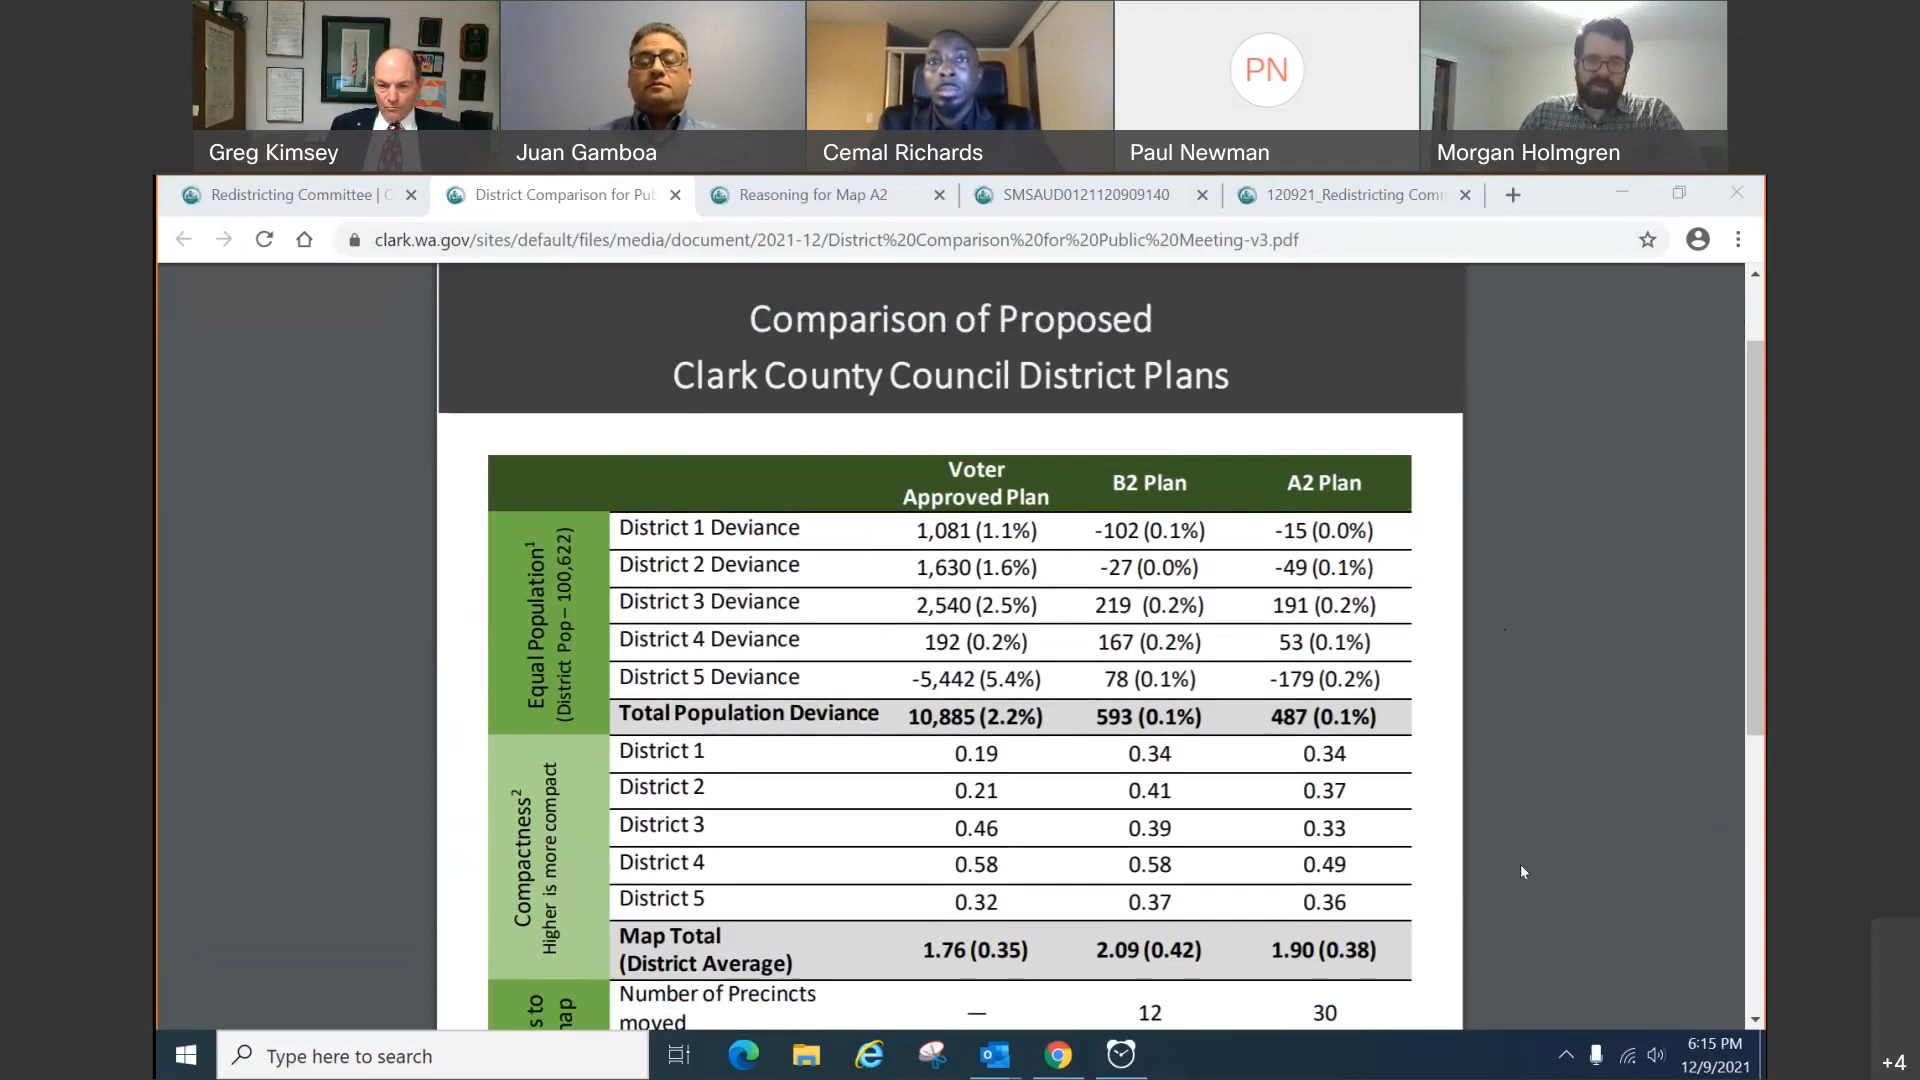 PN
Greg Kimsey
Juan Gamboa
Cemal Richards
Paul Newman
Morgan Holmgren
Redistricting Committee | C
District Comparison for Pub
Reasoning for Map A2
SMSAUD0121120909140
120921_Redistricting Comm
clark.wa.gov/sites/default/files/media/document/2021-12/District%20Comparison%20for%20Public%20Meeting-v3.pdf
Comparison of Proposed
Clark County Council District Plans
Voter Approved Plan B2 Plan A2 Plan
Equal Population1
(District Pop – 100,622)
District 1 Deviance 1,081 (1.1%) -102 (0.1%) -15 (0.0%)
District 2 Deviance 1,630 (1.6%) -27 (0.0%) -49 (0.1%)
District 3 Deviance 2,540 (2.5%) 219 (0.2%) 191 (0.2%)
District 4 Deviance 192 (0.2%) 167 (0.2%) 53 (0.1%)
District 5 Deviance -5,442 (5.4%) 78 (0.1%) -179 (0.2%)
Total Population Deviance 10,885 (2.2%) 593 (0.1%) 487 (0.1%)
Compactness2
Higher is more compact
District 1 0.19 0.34 0.34
District 2 0.21 0.41 0.37
District 3 0.46 0.39 0.33
District 4 0.58 0.58 0.49
District 5 0.32 0.37 0.36
Map Total
(District Average) 1.76 (0.35) 2.09 (0.42) 1.90 (0.38)
s to
map
Number of Precincts
moved — 12 30
Type here to search
6:15 PM
12/9/2021
+4